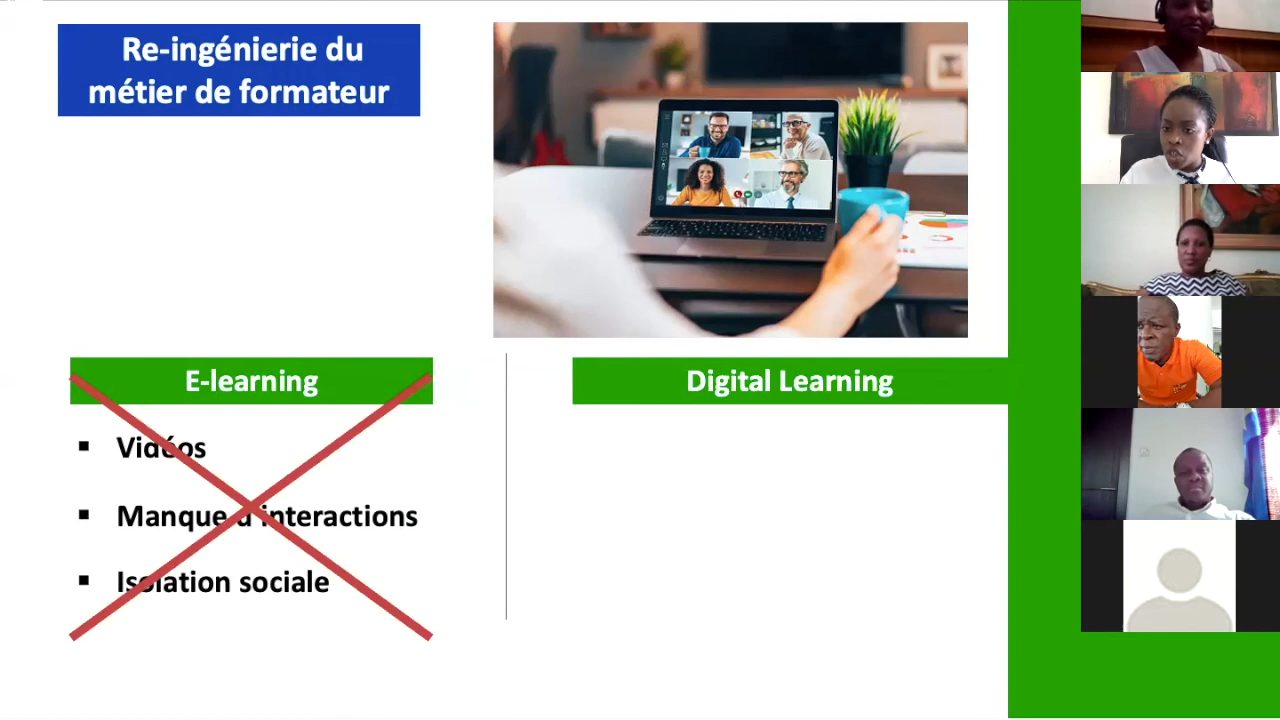 Re-ingénierie du
métier de formateur
E-learning
▪ Vidéos
▪ Manque d'interactions
▪ Isolation sociale
Digital Learning